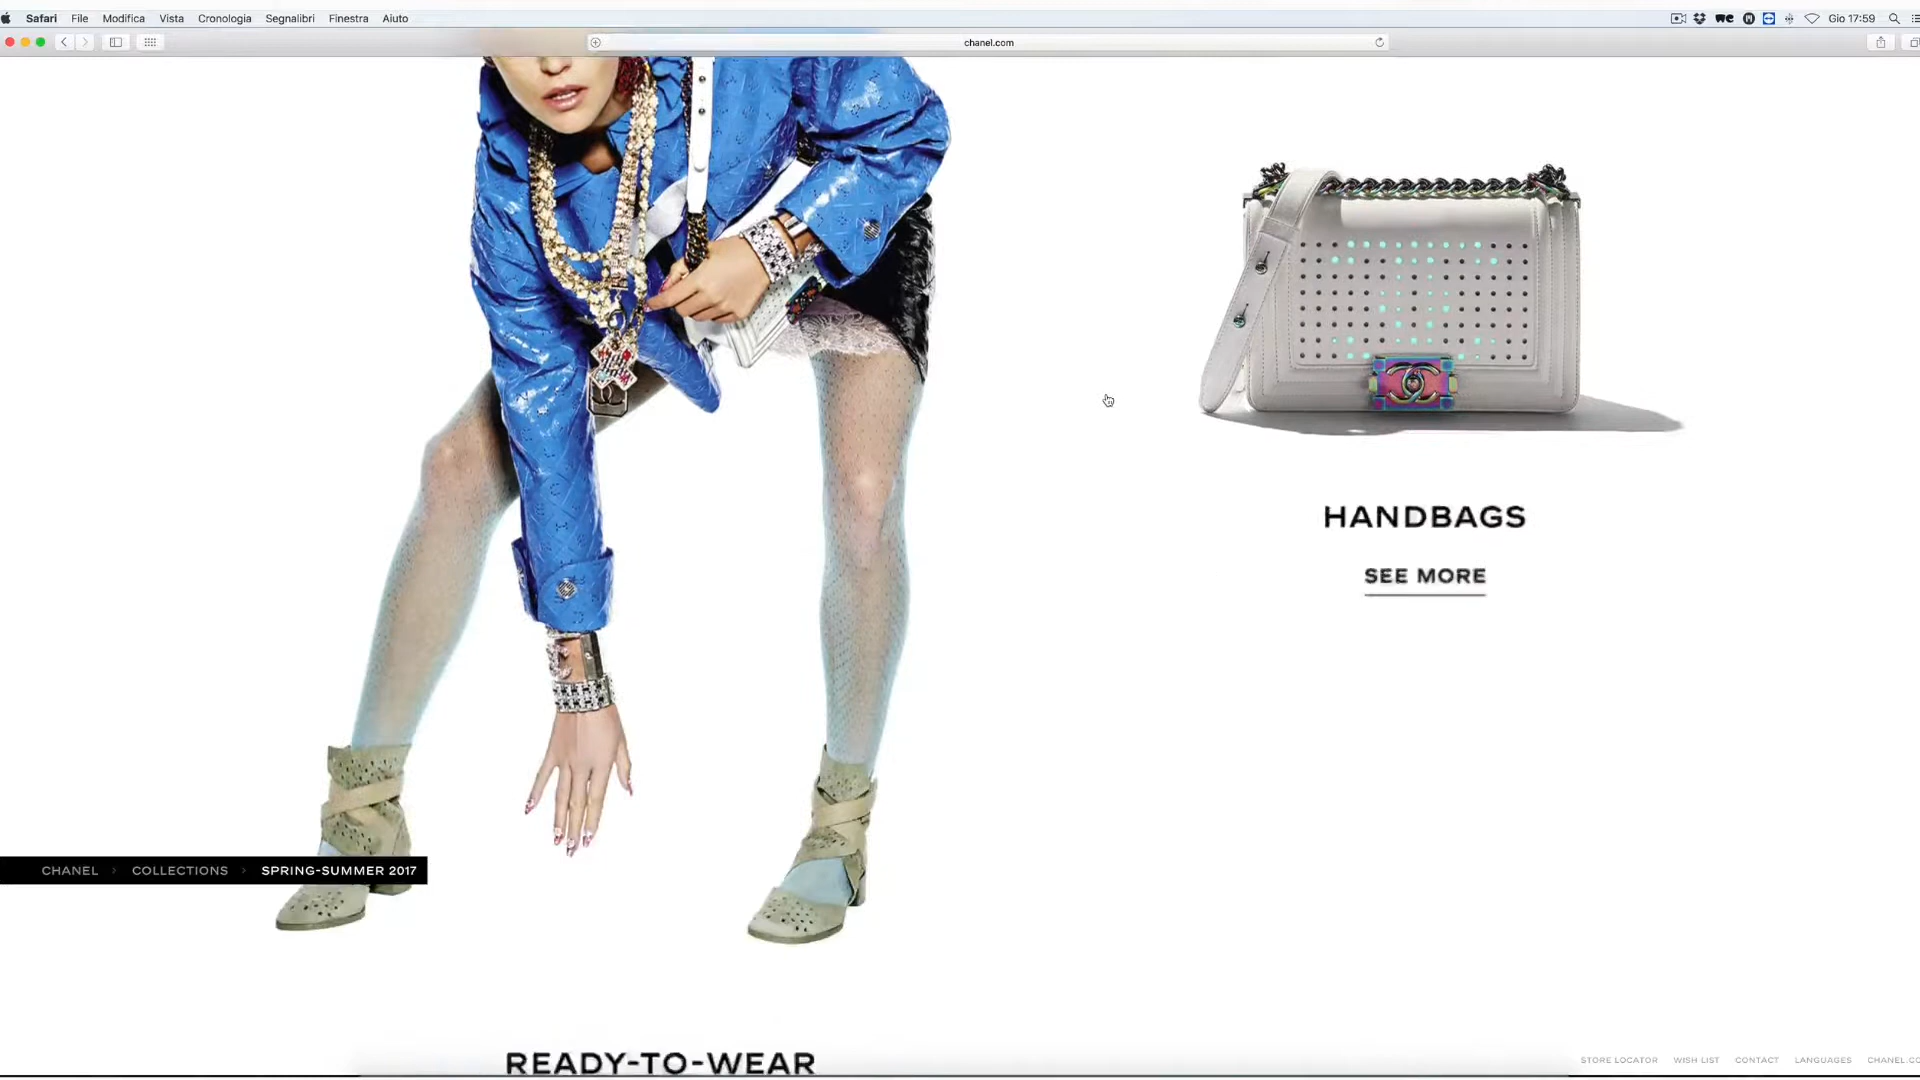 Safari File Modifica Vista Cronologia Segnalibri Finestra Aiuto Gio 17:59
chanel.com
HANDBAGS
SEE MORE
CHANEL > COLLECTIONS > SPRING-SUMMER 2017
READY-TO-WEAR
STORE LOCATOR WISH LIST CONTACT LANGUAGES